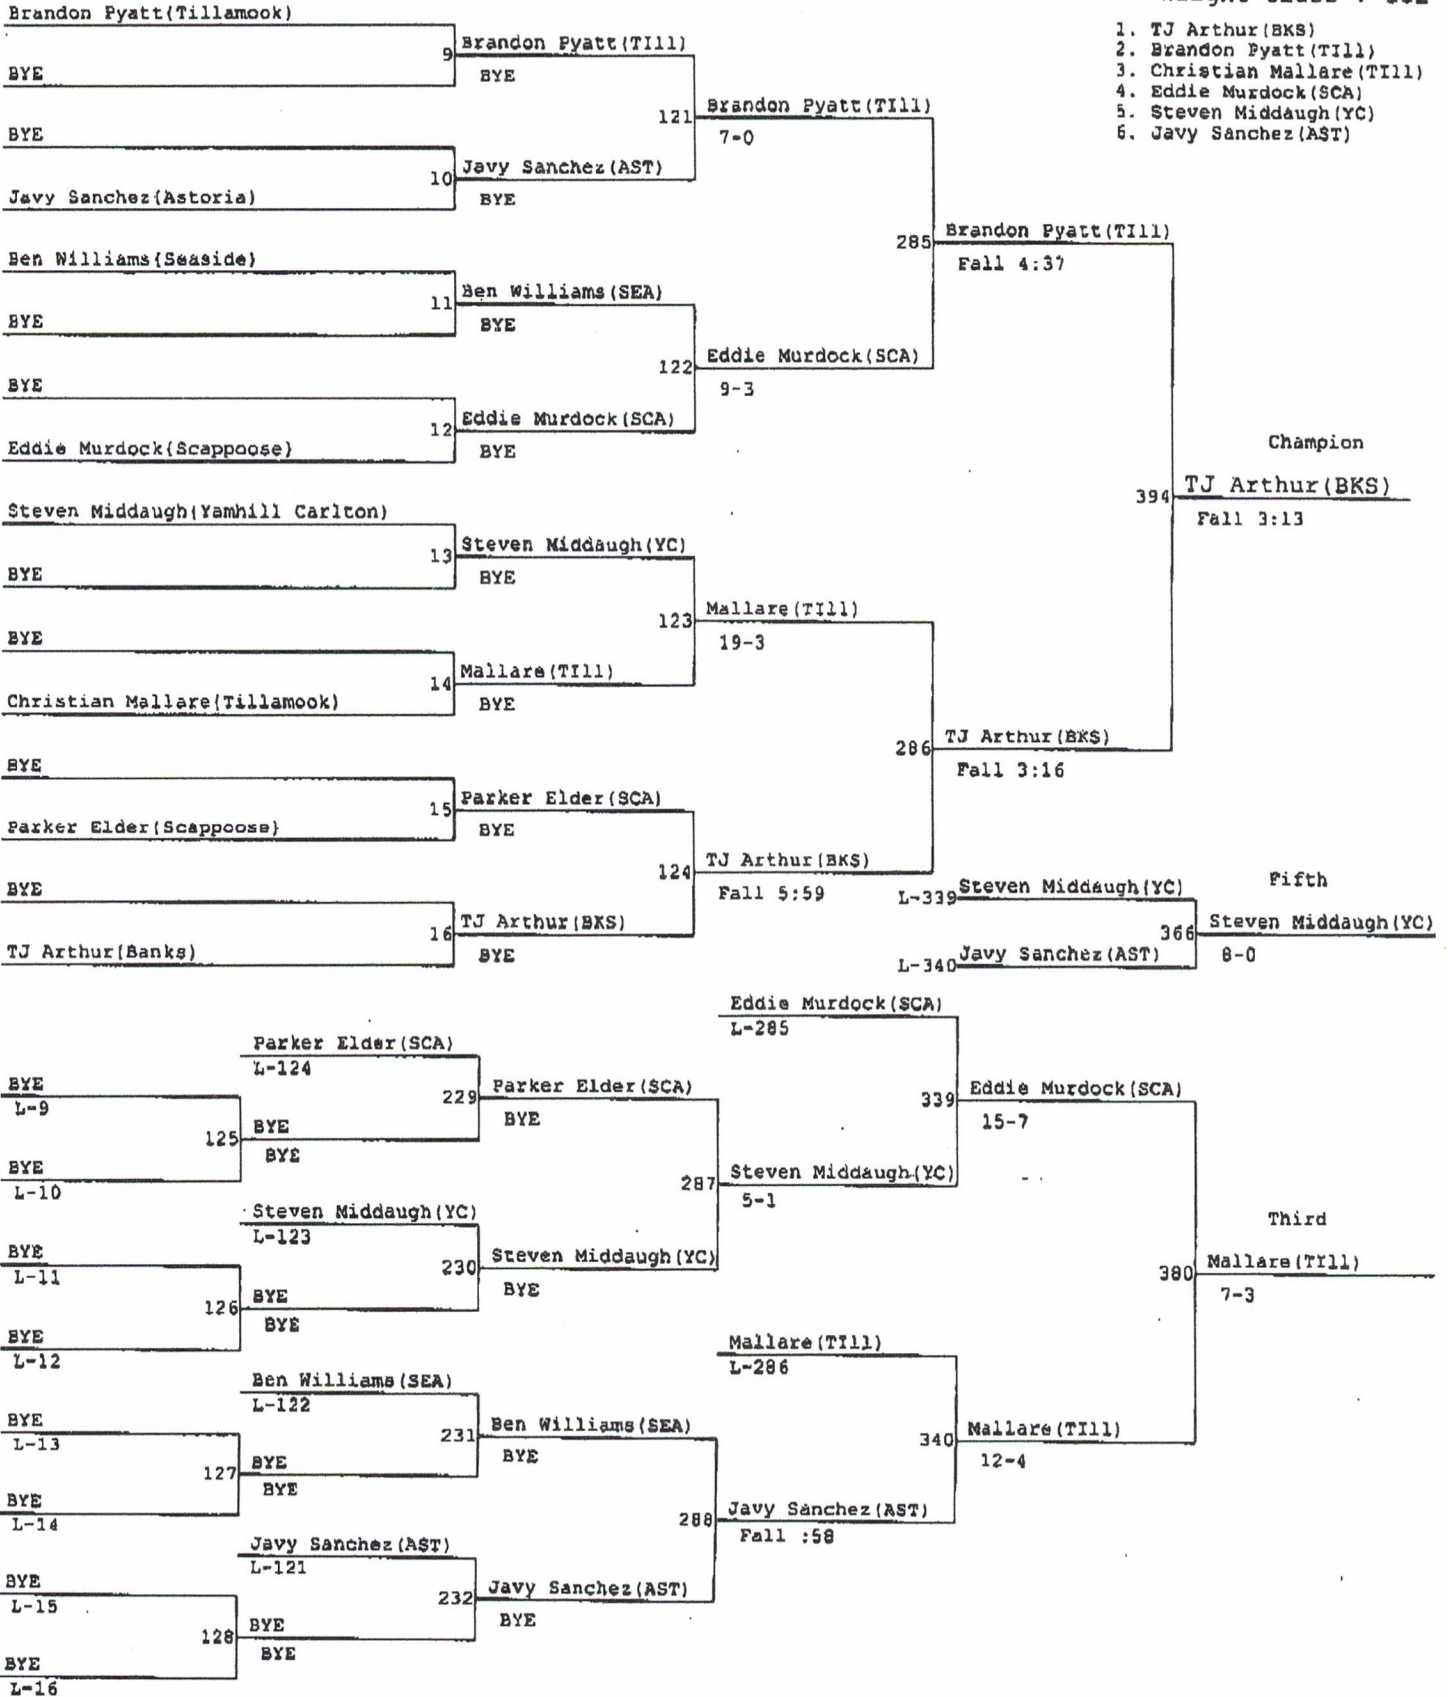 1. TJ Arthur(BKS)
2. Brandon Pyatt(TIll)
3. Christian Mallare(TIll)
4. Eddie Murdock(SCA)
5. Steven Middaugh(YC)
6. Javy Sanchez(AST)
Brandon Pyatt(Tillamook)
9 Brandon Pyatt(TIll)
BYE
BYE
121 Brandon Pyatt(TIll)
7-0
BYE
10 Javy Sanchez(AST)
BYE
Javy Sanchez(Astoria)
285 Brandon Pyatt(TIll)
Fall 4:37
Ben Williams(Seaside)
11 Ben Williams(SEA)
BYE
BYE
122 Eddie Murdock(SCA)
9-3
BYE
12 Eddie Murdock(SCA)
BYE
Eddie Murdock(Scappoose)
Champion
394 TJ Arthur(BKS)
Fall 3:13
Steven Middaugh(Yamhill Carlton)
13 Steven Middaugh(YC)
BYE
BYE
123 Mallare(TIll)
19-3
BYE
14 Mallare(TIll)
BYE
Christian Mallare(Tillamook)
286 TJ Arthur(BKS)
Fall 3:16
BYE
15 Parker Elder(SCA)
BYE
Parker Elder(Scappoose)
124 TJ Arthur(BKS)
Fall 5:59
BYE
16 TJ Arthur(BKS)
BYE
TJ Arthur(Banks)
Fifth
L-339 Steven Middaugh(YC)
366 Steven Middaugh(YC)
8-0
L-340 Javy Sanchez(AST)
Eddie Murdock(SCA)
L-285
Parker Elder(SCA)
L-124
BYE
L-9
229 Parker Elder(SCA)
BYE
339 Eddie Murdock(SCA)
15-7
125 BYE
BYE
BYE
L-10
287 Steven Middaugh(YC)
5-1
Steven Middaugh(YC)
L-123
BYE
L-11
230 Steven Middaugh(YC)
BYE
126 BYE
BYE
BYE
L-12
Third
380 Mallare(TIll)
7-3
Mallare(TIll)
L-286
Ben Williams(SEA)
L-122
BYE
L-13
231 Ben Williams(SEA)
BYE
340 Mallare(TIll)
12-4
127 BYE
BYE
BYE
L-14
288 Javy Sanchez(AST)
Fall :58
Javy Sanchez(AST)
L-121
BYE
L-15
232 Javy Sanchez(AST)
BYE
128 BYE
BYE
BYE
L-16